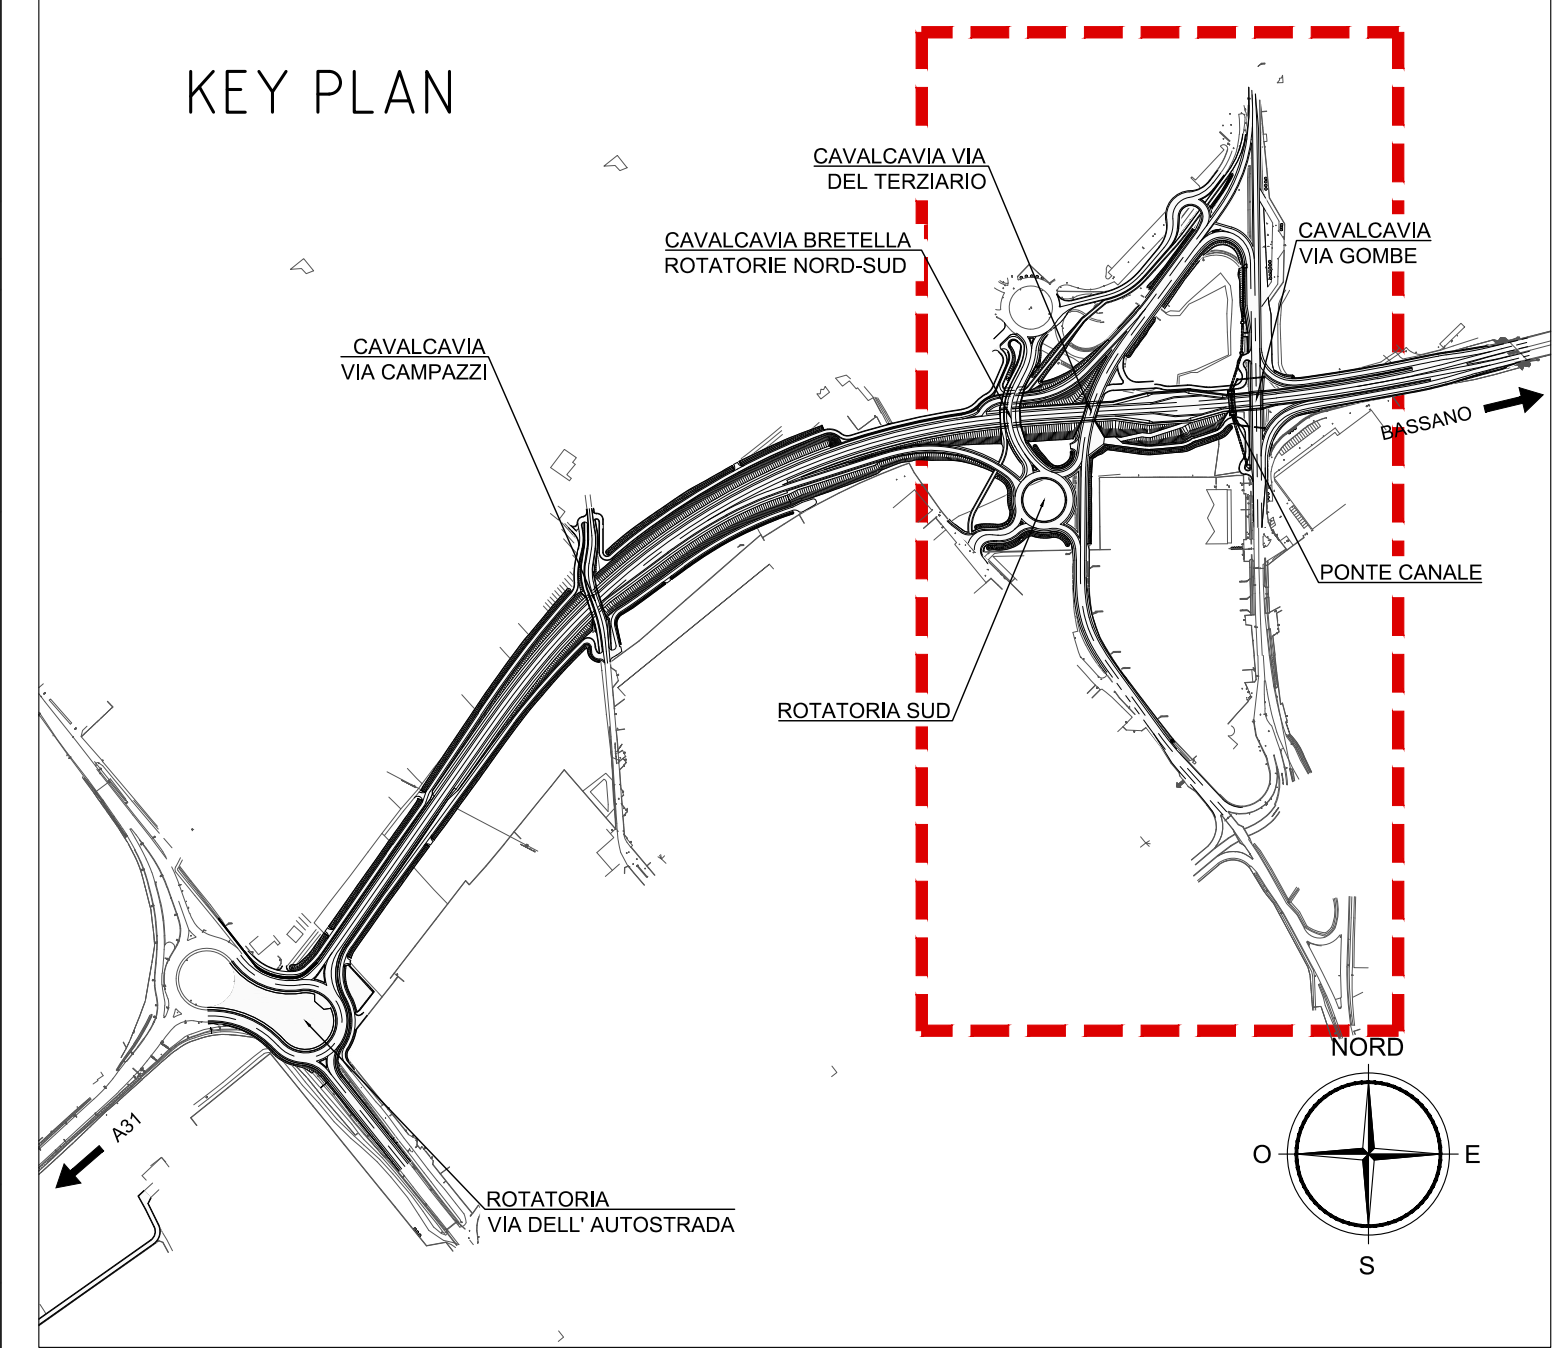 KEY PLAN
CAVALCAVIA VIA
DEL TERZIARIO
CAVALCAVIA BRETELLA
ROTATORIE NORD-SUD
CAVALCAVIA
VIA GOMBE
CAVALCAVIA
VIA CAMPAZZI
BASSANO
PONTE CANALE
ROTATORIA SUD
NORD
O
E
S
A31
ROTATORIA
VIA DELL' AUTOSTRADA